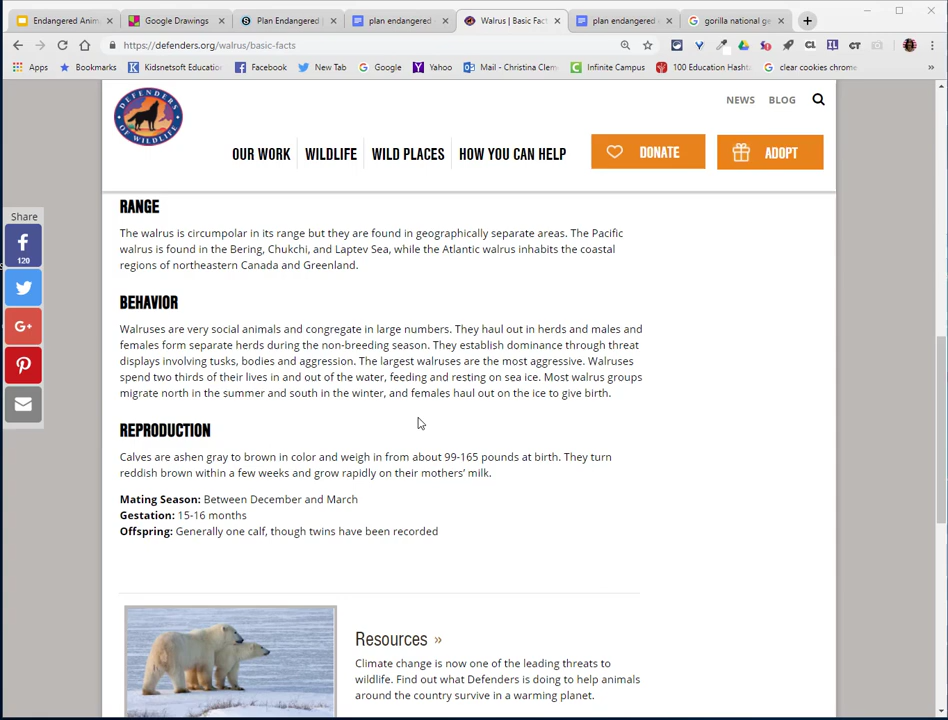 Endangered Anim
Google Drawings
Plan Endangered
plan endangered
Walrus | Basic Fac
plan endangered
gorilla national ge
https://defenders.org/walrus/basic-facts
Apps
Bookmarks
Kidsnetsoft Educatio
Facebook
New Tab
Google
Yahoo
Mail - Christina Clem
Infinite Campus
100 Education Hashta
clear cookies chrome
DEFENDERS OF WILDLIFE
NEWS BLOG
OUR WORK WILDLIFE WILD PLACES HOW YOU CAN HELP DONATE ADOPT
Share
120
RANGE
The walrus is circumpolar in its range but they are found in geographically separate areas. The Pacific
walrus is found in the Bering, Chukchi, and Laptev Sea, while the Atlantic walrus inhabits the coastal
regions of northeastern Canada and Greenland.
BEHAVIOR
Walruses are very social animals and congregate in large numbers. They haul out in herds and males and
females form separate herds during the non-breeding season. They establish dominance through threat
displays involving tusks, bodies and aggression. The largest walruses are the most aggressive. Walruses
spend two thirds of their lives in and out of the water, feeding and resting on sea ice. Most walrus groups
migrate north in the summer and south in the winter, and females haul out on the ice to give birth.
REPRODUCTION
Calves are ashen gray to brown in color and weigh in from about 99-165 pounds at birth. They turn
reddish brown within a few weeks and grow rapidly on their mothers’ milk.
Mating Season: Between December and March
Gestation: 15-16 months
Offspring: Generally one calf, though twins have been recorded
Resources »
Climate change is now one of the leading threats to
wildlife. Find out what Defenders is doing to help animals
around the country survive in a warming planet.